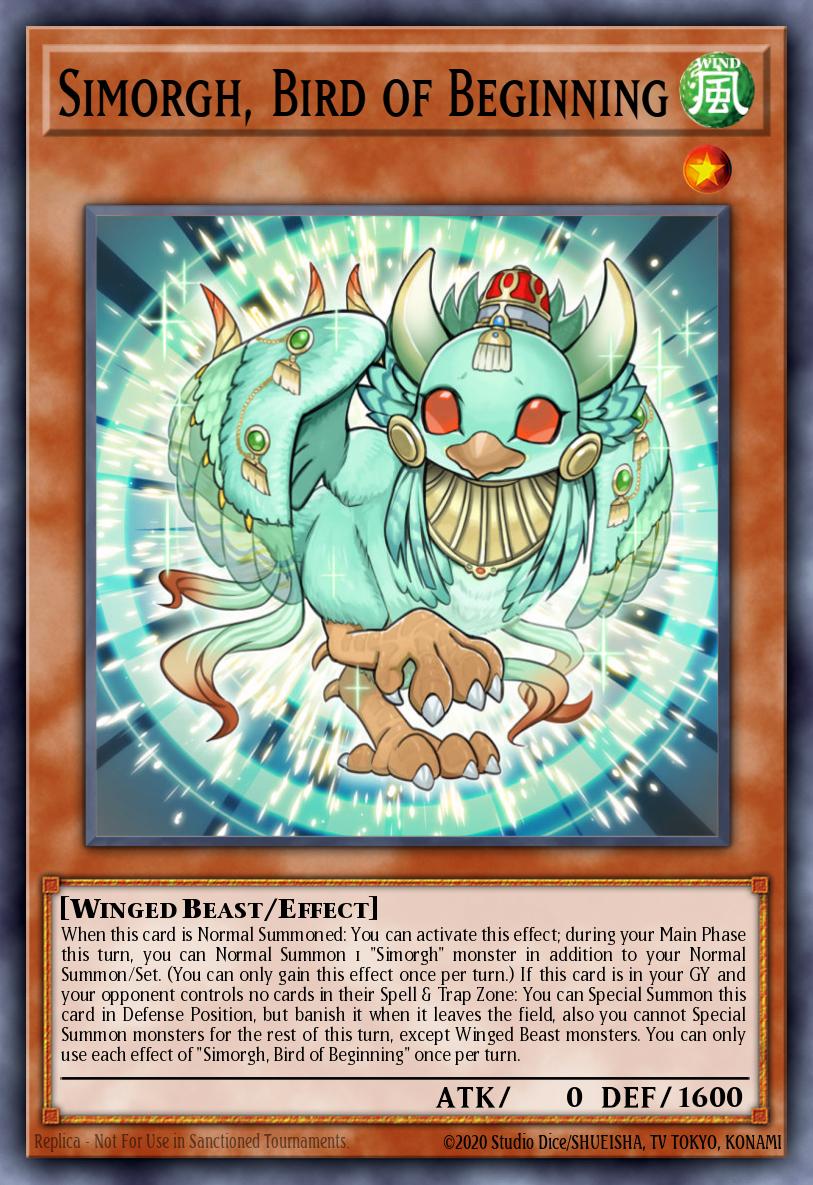 Simorgh, Bird of Beginning
WIND
風
[Winged Beast/Effect]
When this card is Normal Summoned: You can activate this effect; during your Main Phase
this turn, you can Normal Summon 1 "Simorgh" monster in addition to your Normal
Summon/Set. (You can only gain this effect once per turn.) If this card is in your GY and
your opponent controls no cards in their Spell & Trap Zone: You can Special Summon this
card in Defense Position, but banish it when it leaves the field, also you cannot Special
Summon monsters for the rest of this turn, except Winged Beast monsters. You can only
use each effect of "Simorgh, Bird of Beginning" once per turn.
ATK/ 0 DEF/1600
Replica - Not For Use in Sanctioned Tournaments.
©2020 Studio Dice/SHUEISHA, TV TOKYO, KONAMI